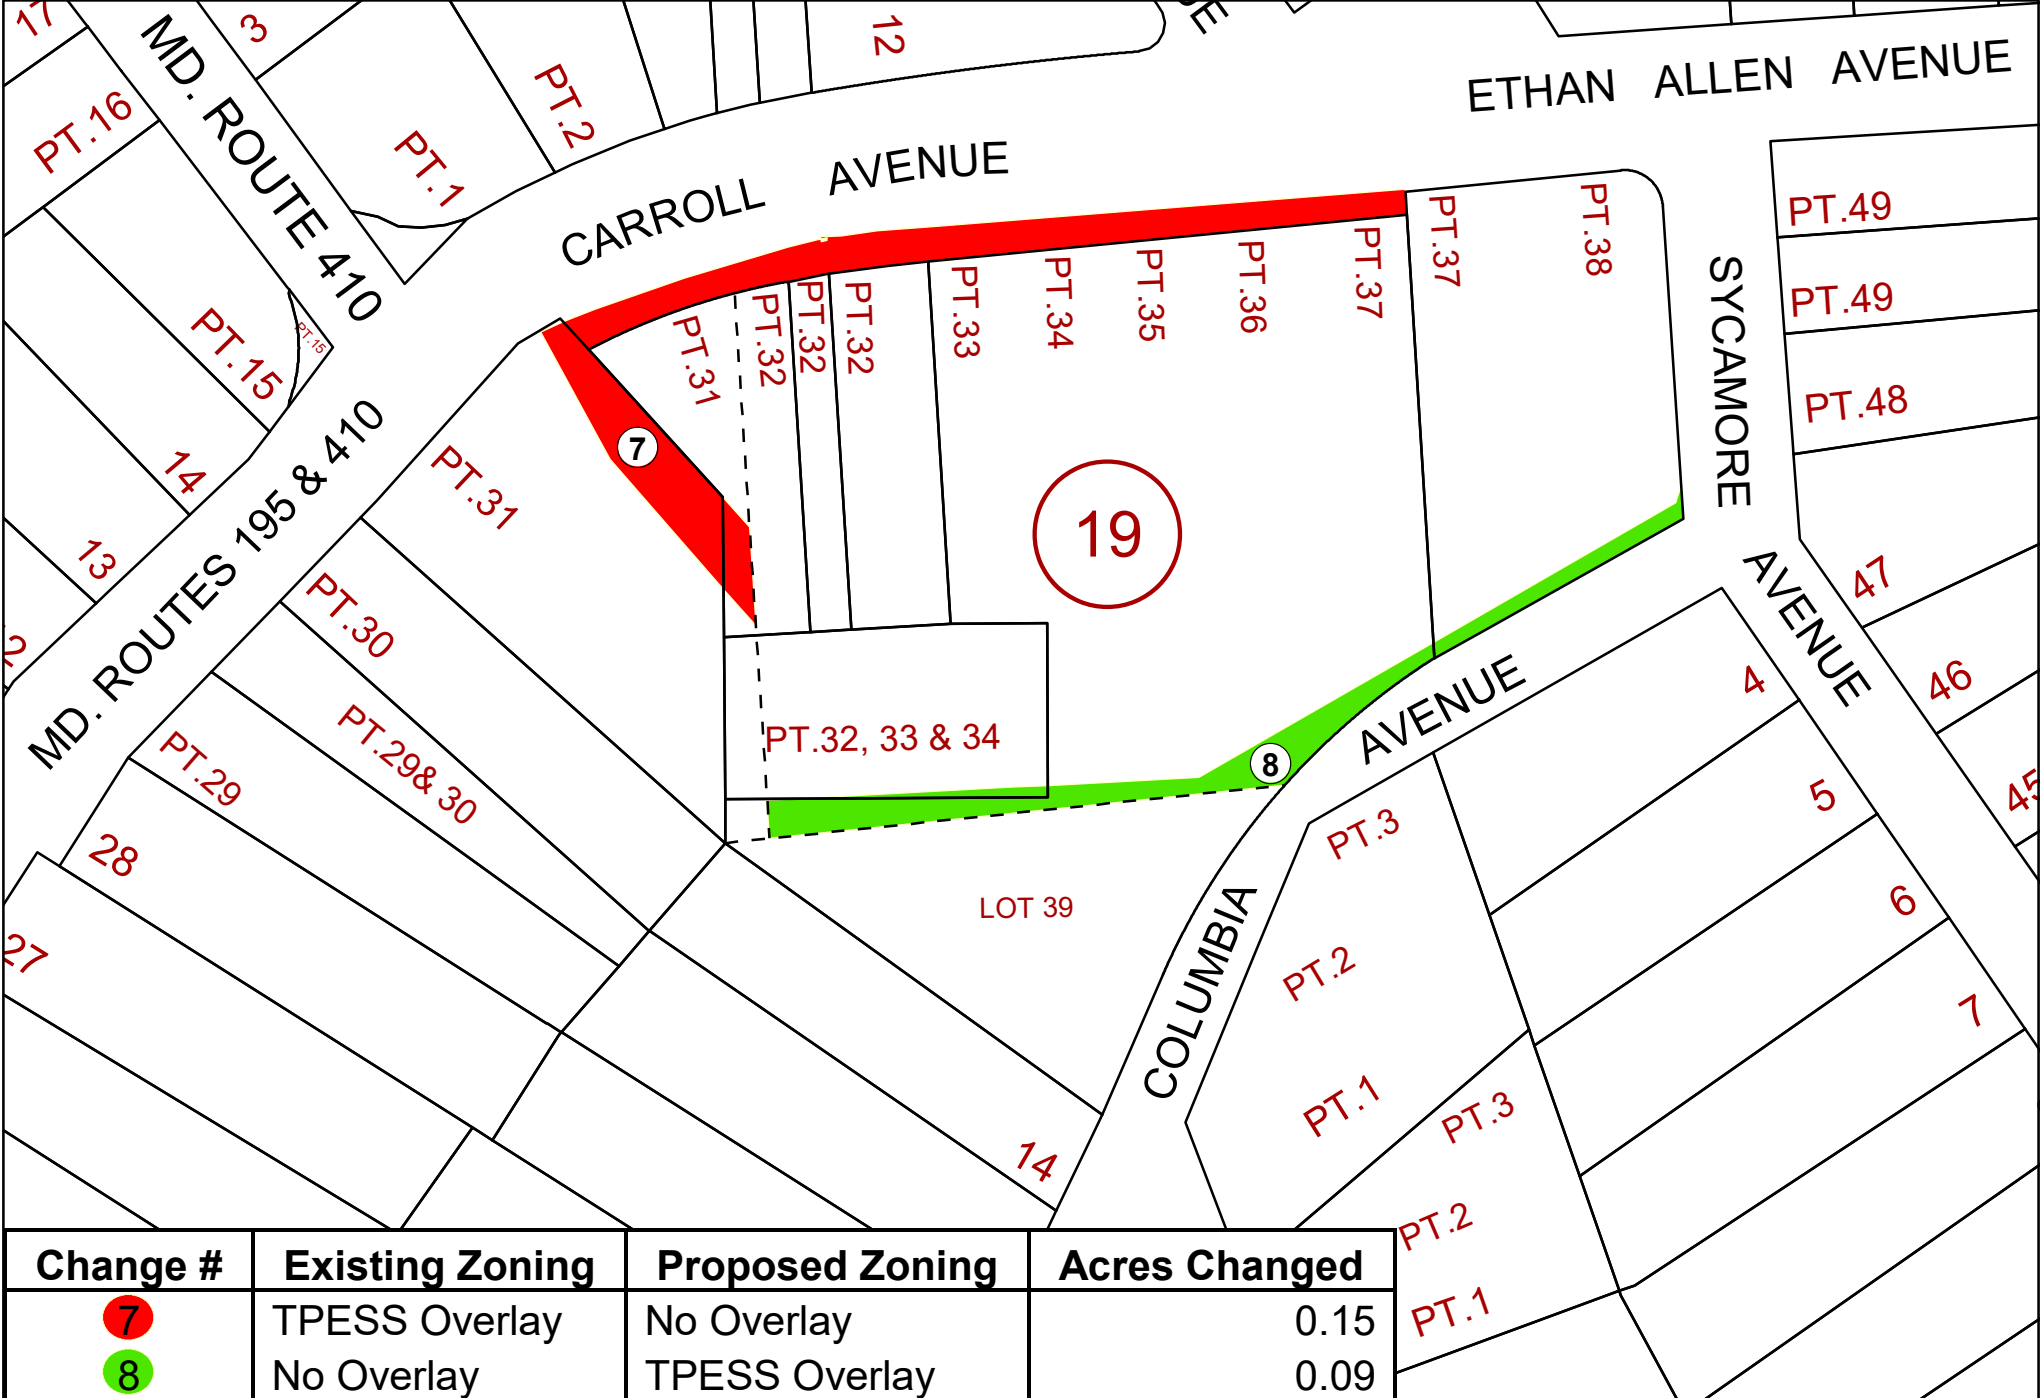 17
3
12
MD. ROUTE 410
PT.2
ETHAN ALLEN AVENUE
PT.16
PT.1
CARROLL AVENUE
PT.49
PT.37
PT.38
PT.33
PT.34
PT.35
PT.36
PT.37
PT.32
PT.32
PT.32
PT.31
PT.49
SYCAMORE AVENUE
PT.15
PT.15
PT.48
7
14
PT.31
19
13
MD. ROUTES 195 & 410
47
PT.30
2
46
4
PT.32, 33 & 34
8
COLUMBIA AVENUE
PT.29& 30
PT.29
45
5
PT.3
28
6
LOT 39
27
PT.2
7
PT.1
PT.3
14
PT.2
PT.1
Change # Existing Zoning Proposed Zoning Acres Changed
7 TPESS Overlay No Overlay 0.15
8 No Overlay TPESS Overlay 0.09